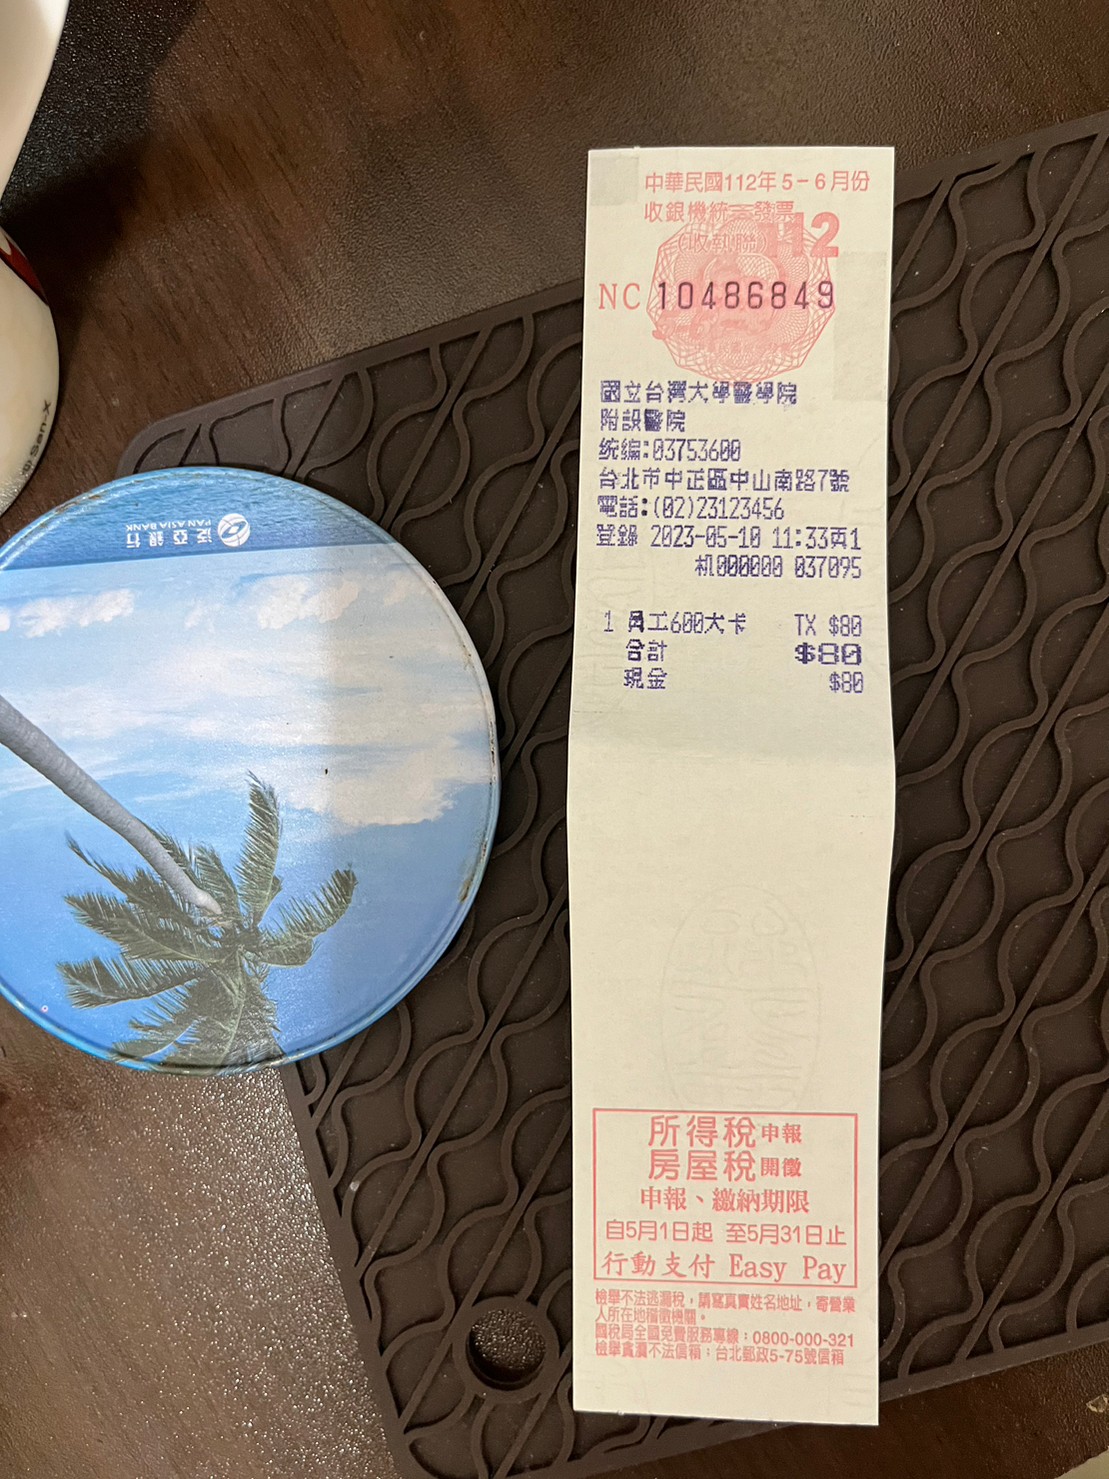 中華民國112年5-6月份
收銀機統一發票
(收執聯)
112
NC 10486849
國立台灣大學醫學院
附設醫院
統編:03753600
台北市中正區中山南路7號
電話:(02)23123456
登錄 2023-05-10 11:33丙1
机000000 037095
1 員工600大卡 TX $80
合計 $80
現金 $80
所得稅申報
房屋稅開徵
申報、繳納期限
自5月1日起 至5月31日止
行動支付 Easy Pay
檢舉不法逃漏稅,請寫真實姓名地址,寄營業
人所在地稽徵機關。
國稅局全國免費服務專線:0800-000-321
檢舉貪瀆不法信箱:台北郵政5-75號信箱
泛亞銀行
PAN ASIA BANK
© San-X